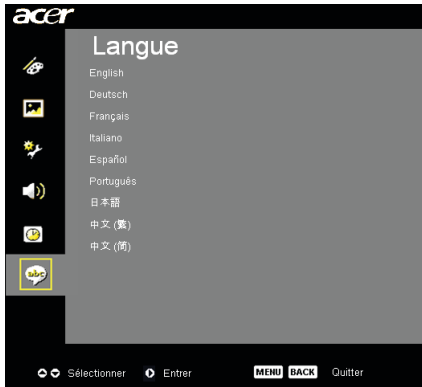 acer
Langue
English
Deutsch
Français
Italiano
Español
Português
日本語
中文 (繁)
中文 (简)
abc
Sélectionner Entrer MENU BACK Quitter